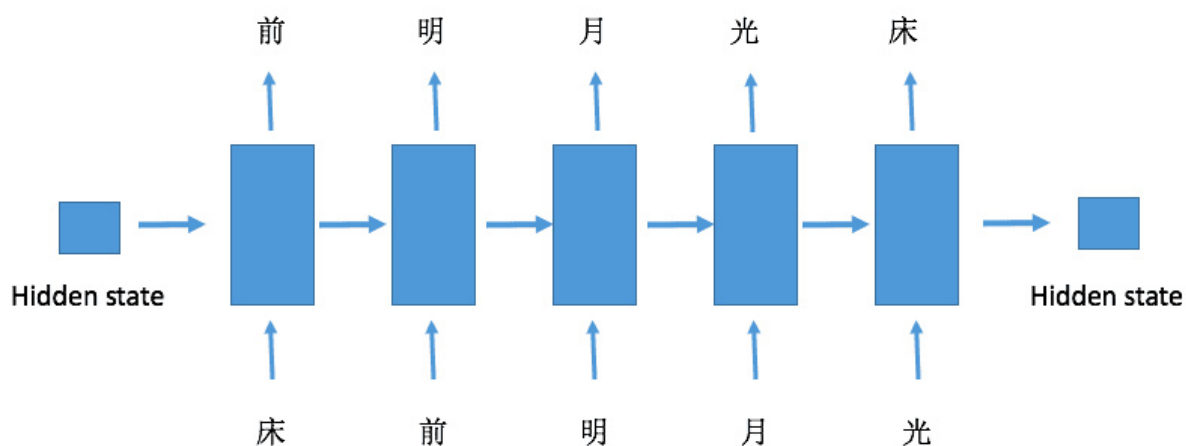 前 明 月 光 床
Hidden state
Hidden state
床 前 明 月 光